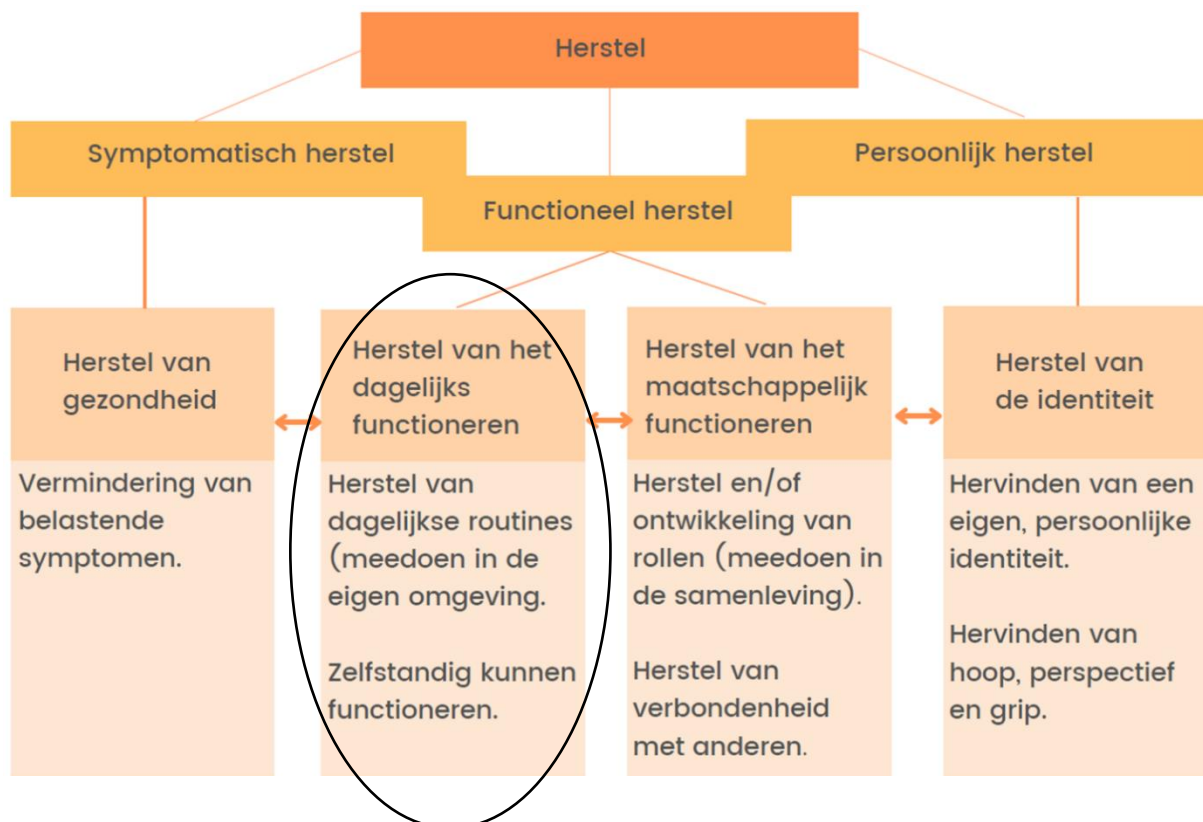 Herstel
Symptomatisch herstel
Functioneel herstel
Persoonlijk herstel
Herstel van
gezondheid
Vermindering van
belastende
symptomen.
Herstel van het
dagelijks
functioneren
Herstel van
dagelijkse routines
(meedoen in de
eigen omgeving.
Zelfstandig kunnen
functioneren.
Herstel van het
maatschappelijk
functioneren
Herstel en/of
ontwikkeling van
rollen (meedoen in
de samenleving).
Herstel van
verbondenheid
met anderen.
Herstel van
de identiteit
Hervinden van een
eigen, persoonlijke
identiteit.
Hervinden van
hoop, perspectief
en grip.